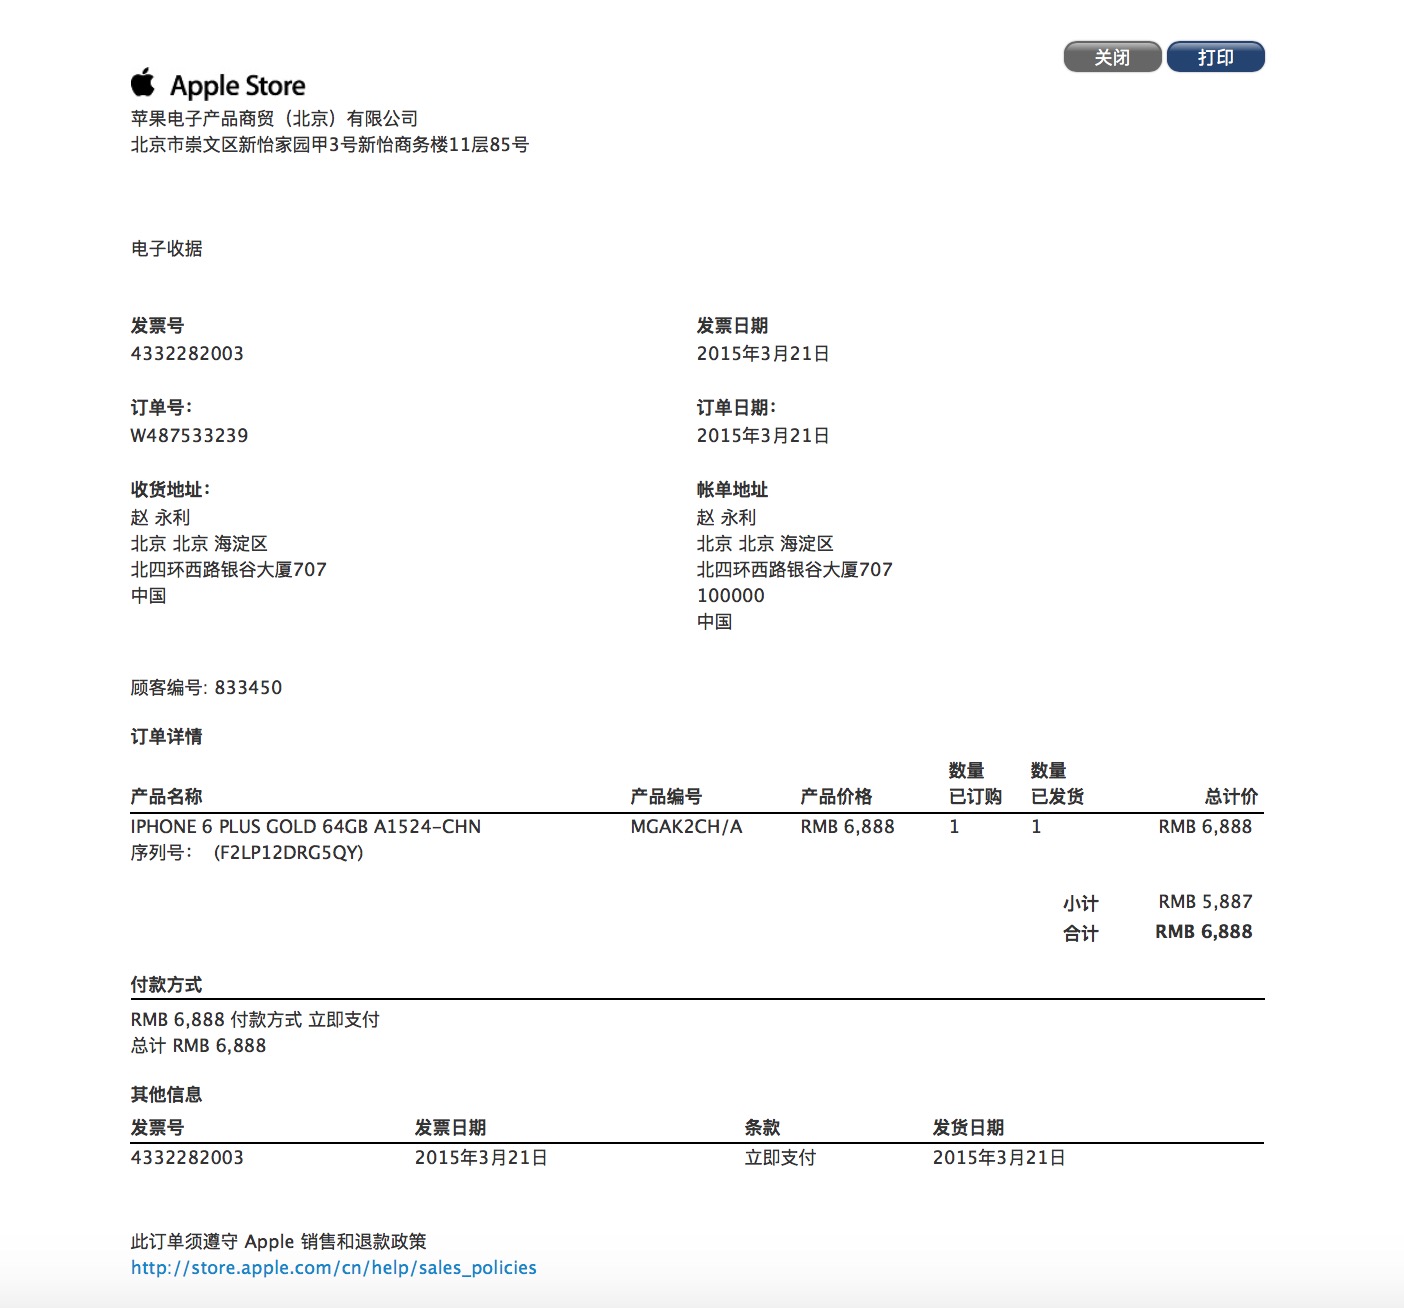 关闭 打印
Apple Store
苹果电子产品商贸（北京）有限公司
北京市崇文区新怡家园甲3号新怡商务楼11层85号
电子收据
发票号 发票日期
4332282003 2015年3月21日
订单号： 订单日期：
W487533239 2015年3月21日
收货地址： 帐单地址
赵 永利 赵 永利
北京 北京 海淀区 北京 北京 海淀区
北四环西路银谷大厦707 北四环西路银谷大厦707
中国 100000
中国
顾客编号: 833450
订单详情
数量 数量
产品名称 产品编号 产品价格 已订购 已发货 总计价
IPHONE 6 PLUS GOLD 64GB A1524-CHN MGAK2CH/A RMB 6,888 1 1 RMB 6,888
序列号： (F2LP12DRG5QY)
小计 RMB 5,887
合计 RMB 6,888
付款方式
RMB 6,888 付款方式 立即支付
总计 RMB 6,888
其他信息
发票号 发票日期 条款 发货日期
4332282003 2015年3月21日 立即支付 2015年3月21日
此订单须遵守 Apple 销售和退款政策
http://store.apple.com/cn/help/sales_policies